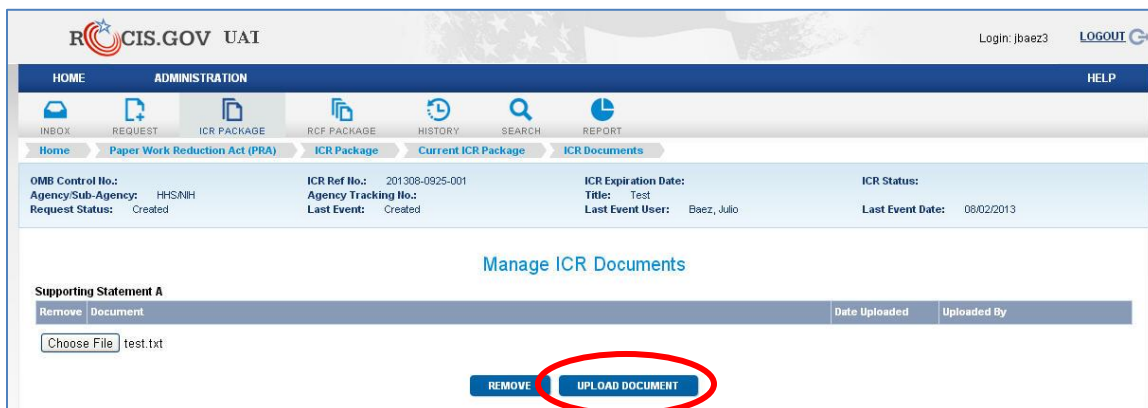 ROCIS.GOV UAT
Login: jbaez3 LOGOUT
HOME ADMINISTRATION HELP
INBOX REQUEST ICR PACKAGE RCF PACKAGE HISTORY SEARCH REPORT
Home Paper Work Reduction Act (PRA) ICR Package Current ICR Package ICR Documents
OMB Control No.: ICR Ref No.: 201308-0925-001 ICR Expiration Date: ICR Status:
Agency/Sub-Agency: HHS/NIH Agency Tracking No.: Title: Test
Request Status: Created Last Event: Created Last Event User: Baez, Julio Last Event Date: 08/02/2013
Manage ICR Documents
Supporting Statement A
Remove Document Date Uploaded Uploaded By
Choose File test.txt
REMOVE UPLOAD DOCUMENT